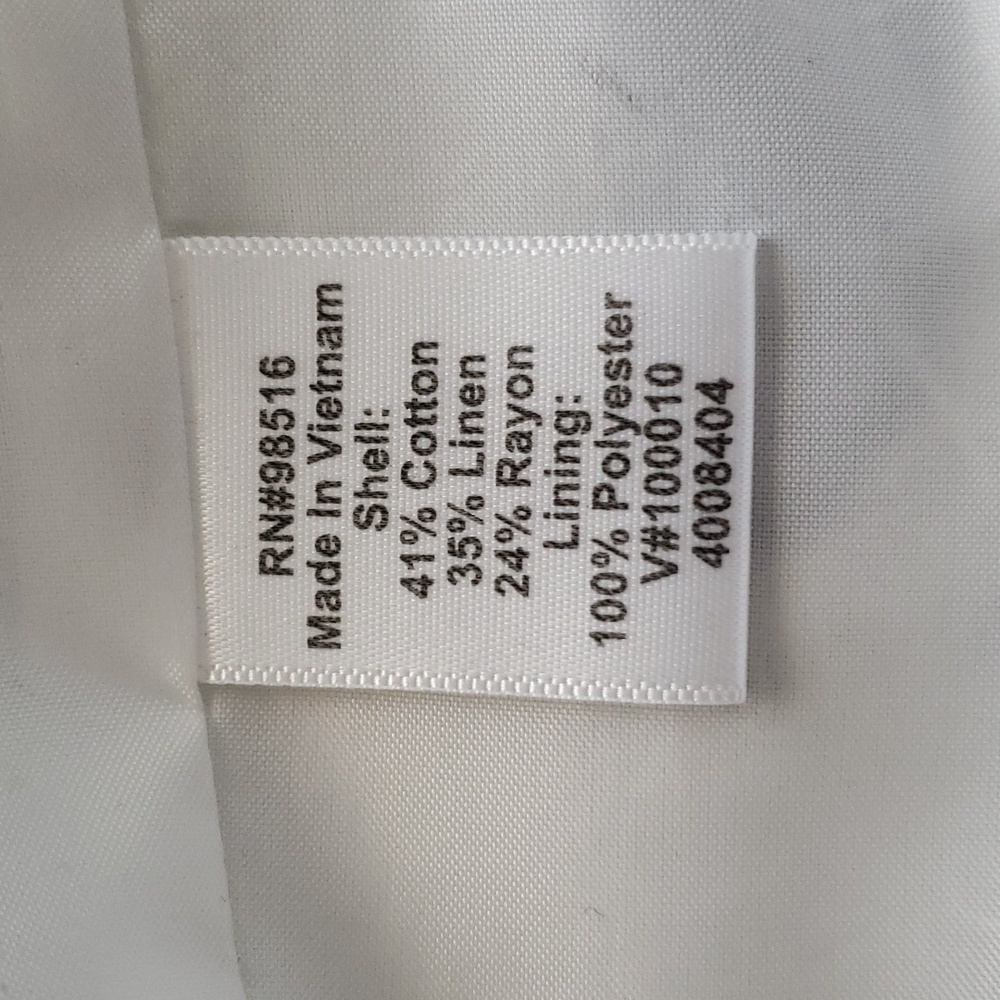 RN#98516
Made In Vietnam
Shell:
41% Cotton
35% Linen
24% Rayon
Lining:
100% Polyester
V#100010
4008404